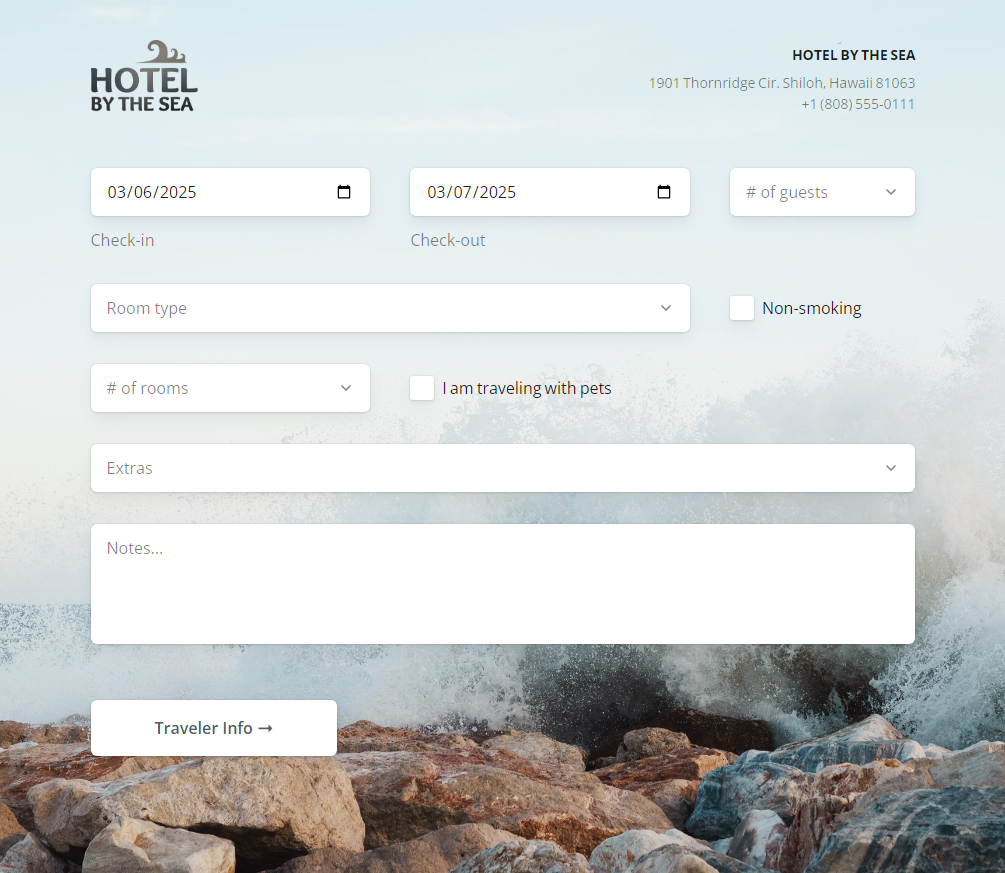 HOTEL
BY THE SEA
HOTEL BY THE SEA
1901 Thornridge Cir. Shiloh, Hawaii 81063
+1 (808) 555-0111
03/06/2025
03/07/2025
# of guests
Check-in
Check-out
Room type
Non-smoking
# of rooms
I am traveling with pets
Extras
Notes...
Traveler Info →